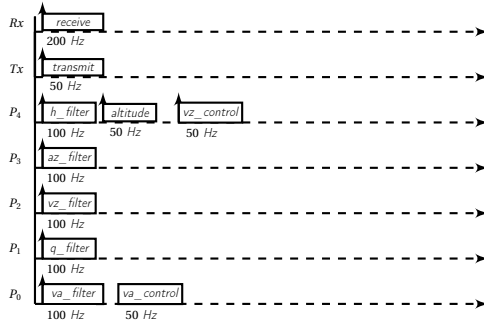 Rx receive
200 Hz
Tx transmit
50 Hz
P4 h_filter altitude vz_control
100 Hz 50 Hz 50 Hz
P3 az_filter
100 Hz
P2 vz_filter
100 Hz
P1 q_filter
100 Hz
P0 va_filter va_control
100 Hz 50 Hz